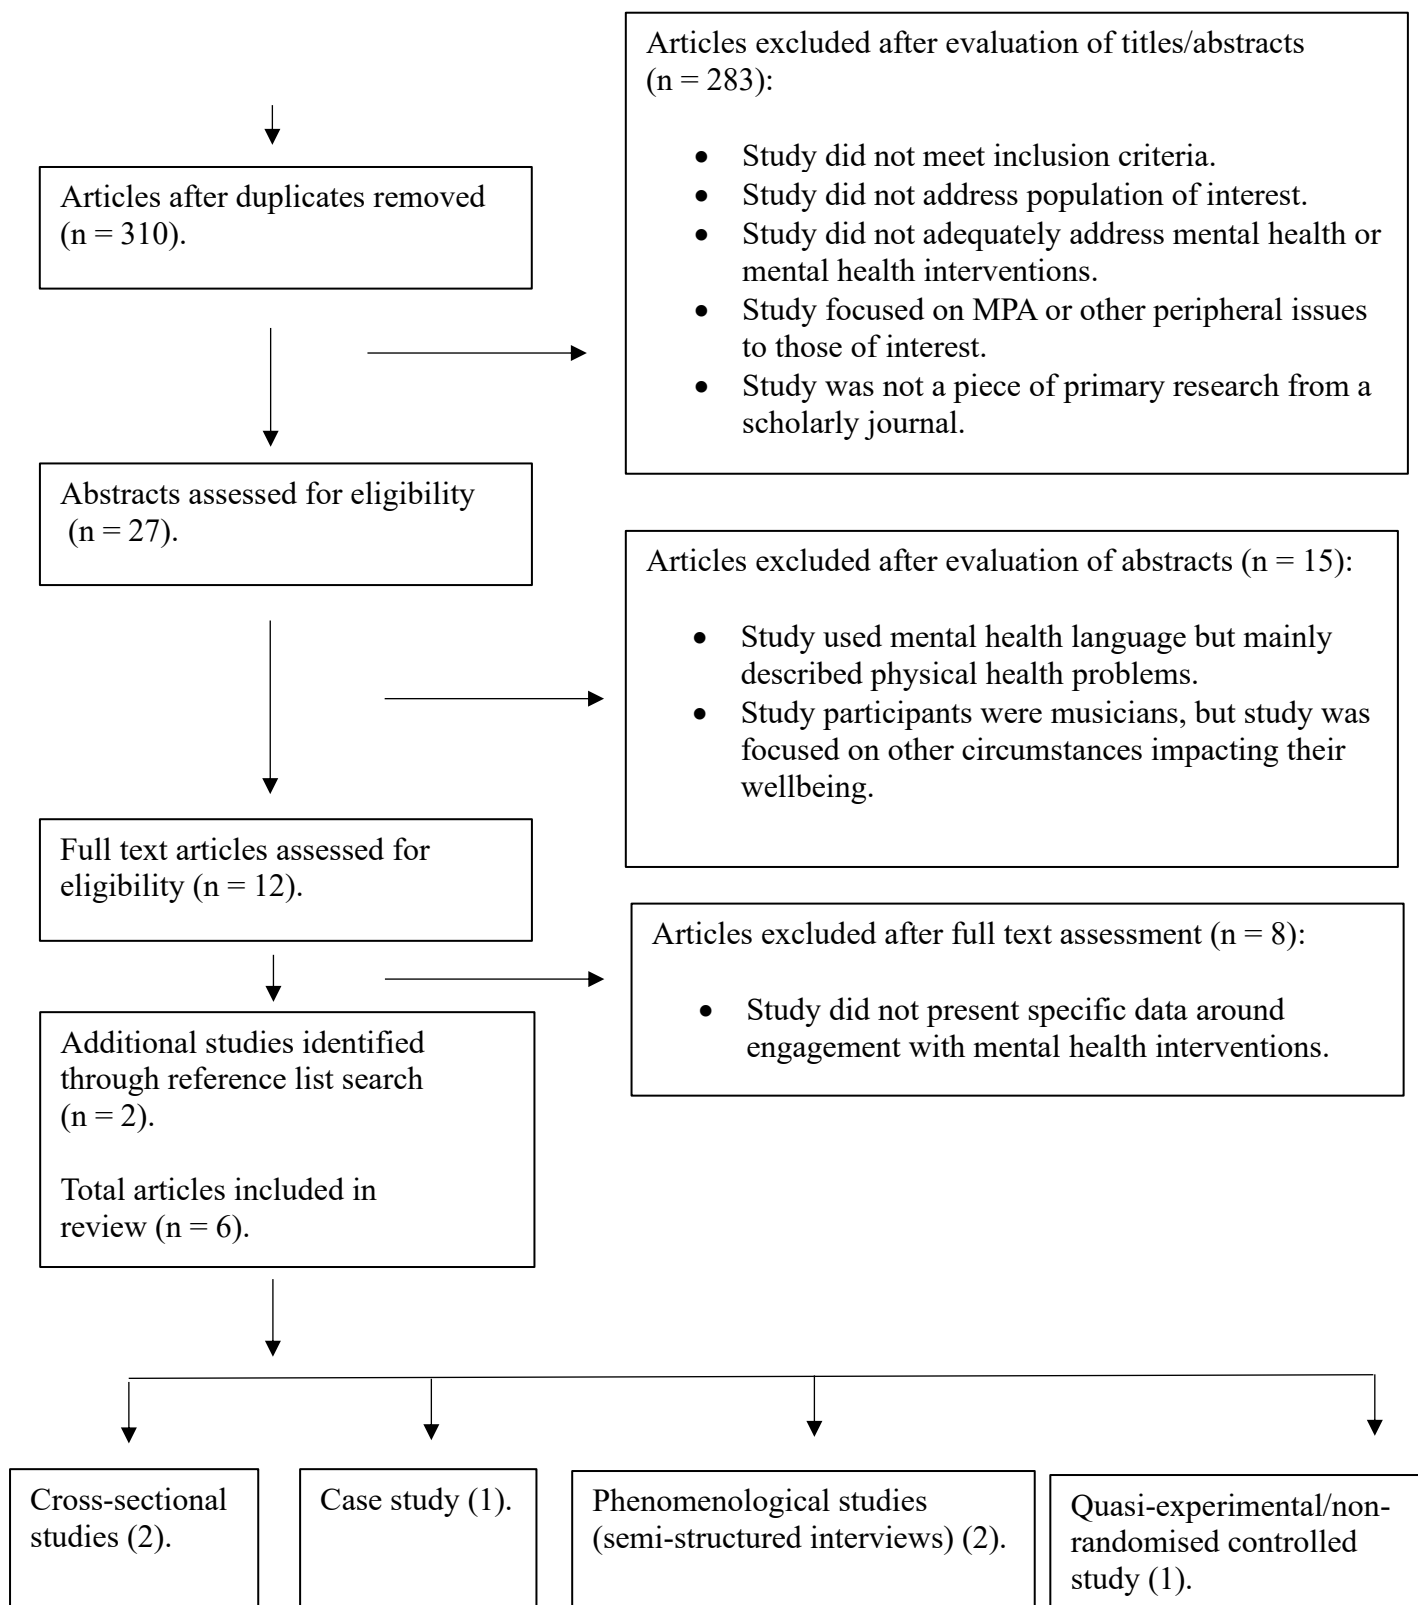 Articles excluded after evaluation of titles/abstracts
(n = 283):
• Study did not meet inclusion criteria.
• Study did not address population of interest.
• Study did not adequately address mental health or
mental health interventions.
• Study focused on MPA or other peripheral issues
to those of interest.
• Study was not a piece of primary research from a
scholarly journal.
Articles after duplicates removed
(n = 310).
Abstracts assessed for eligibility
(n = 27).
Articles excluded after evaluation of abstracts (n = 15):
• Study used mental health language but mainly
described physical health problems.
• Study participants were musicians, but study was
focused on other circumstances impacting their
wellbeing.
Full text articles assessed for
eligibility (n = 12).
Articles excluded after full text assessment (n = 8):
• Study did not present specific data around
engagement with mental health interventions.
Additional studies identified
through reference list search
(n = 2).
Total articles included in
review (n = 6).
Cross-sectional
studies (2).
Case study (1).
Phenomenological studies
(semi-structured interviews) (2).
Quasi-experimental/non-
randomised controlled
study (1).